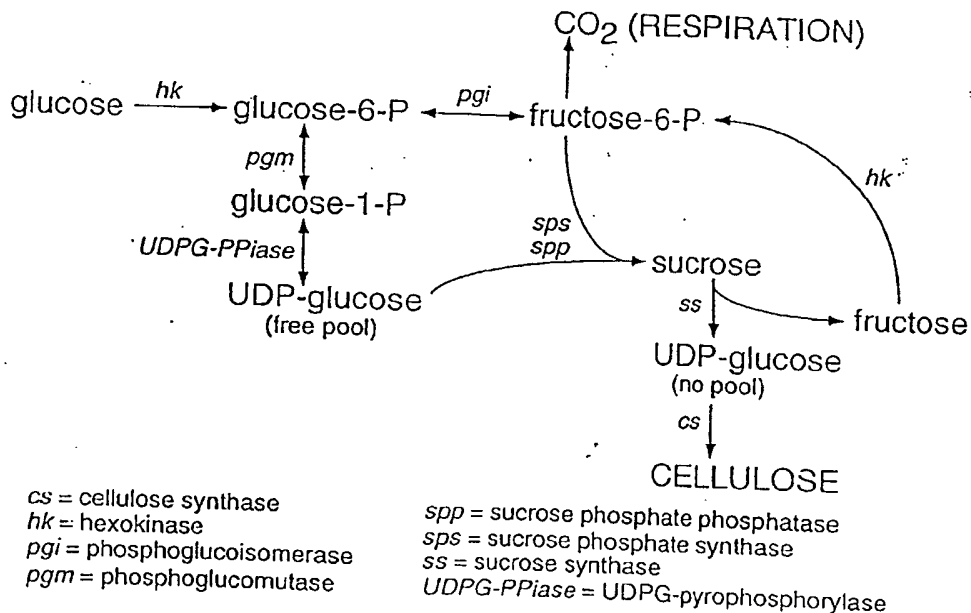 CO2 (RESPIRATION)
glucose
hk
glucose-6-P
pgi
fructose-6-P
hk
pgm
glucose-1-P
UDPG-PPiase
sps
spp
sucrose
UDP-glucose
(free pool)
ss
fructose
UDP-glucose
(no pool)
cs
CELLULOSE
cs = cellulose synthase
hk = hexokinase
pgi = phosphoglucoisomerase
pgm = phosphoglucomutase
spp = sucrose phosphate phosphatase
sps = sucrose phosphate synthase
ss = sucrose synthase
UDPG-PPiase = UDPG-pyrophosphorylase